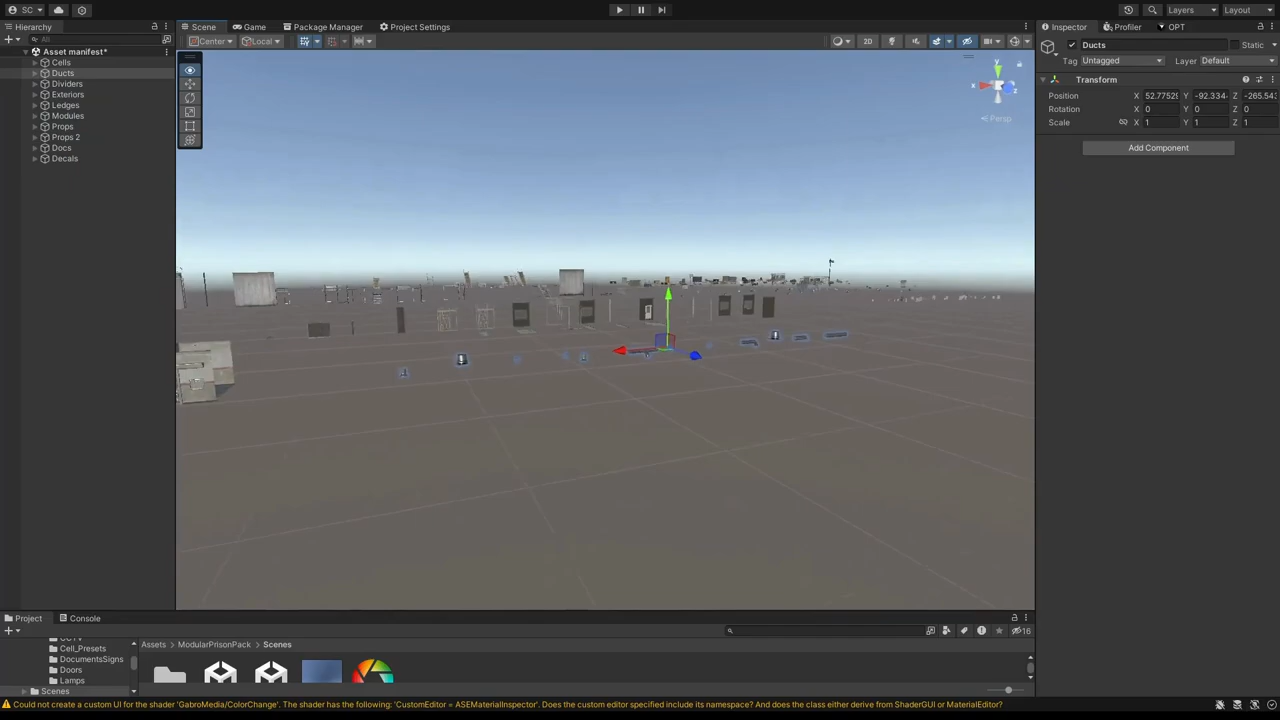 SC
Layers
Layout
Hierarchy
Scene
Game
Package Manager
Project Settings
Inspector
Profiler
OPT
All
Center
Local
2D
Asset manifest*
Cells
Ducts
Dividers
Exteriors
Ledges
Modules
Props
Props 2
Docs
Decals
y
x
z
Persp
Ducts
Static
Tag Untagged
Layer Default
Transform
Position X 52.77529 Y -92.334 Z
Rotation X 0 Y 0 Z 0
Scale X 1 Y 1 Z 1
Add Component
Project
Console
16
Assets
ModularPrisonPack
Scenes
Cell_Presets
DocumentsSigns
Doors
Lamps
Scenes
Could not create a custom UI for the shader 'GabroMedia/ColorChange'. The shader has the following: 'CustomEditor = ASEMaterialInspector'. Does the custom editor specified include its namespace? And does the class either derive from ShaderGUI or MaterialEditor?